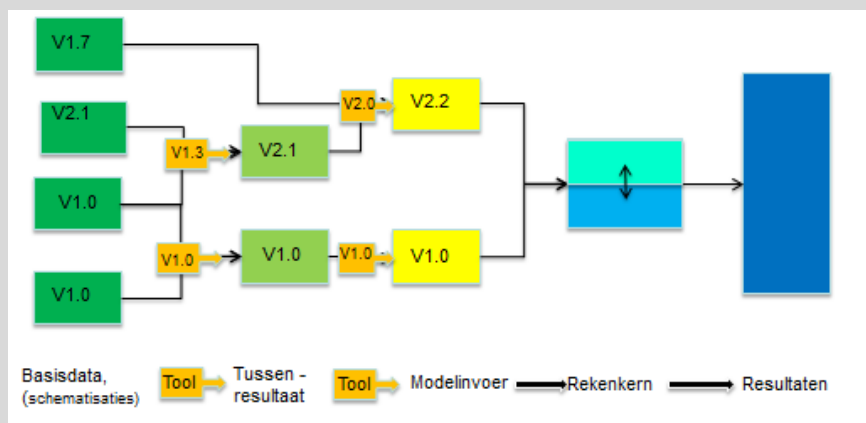 V1.7
V2.1
V1.0
V1.0
V1.3
V1.0
V2.1
V1.0
V2.0
V1.0
V2.2
V1.0
Basisdata,
(schematisaties)
Tool
Tussen -
resultaat
Tool
Modelinvoer
Rekenkern
Resultaten